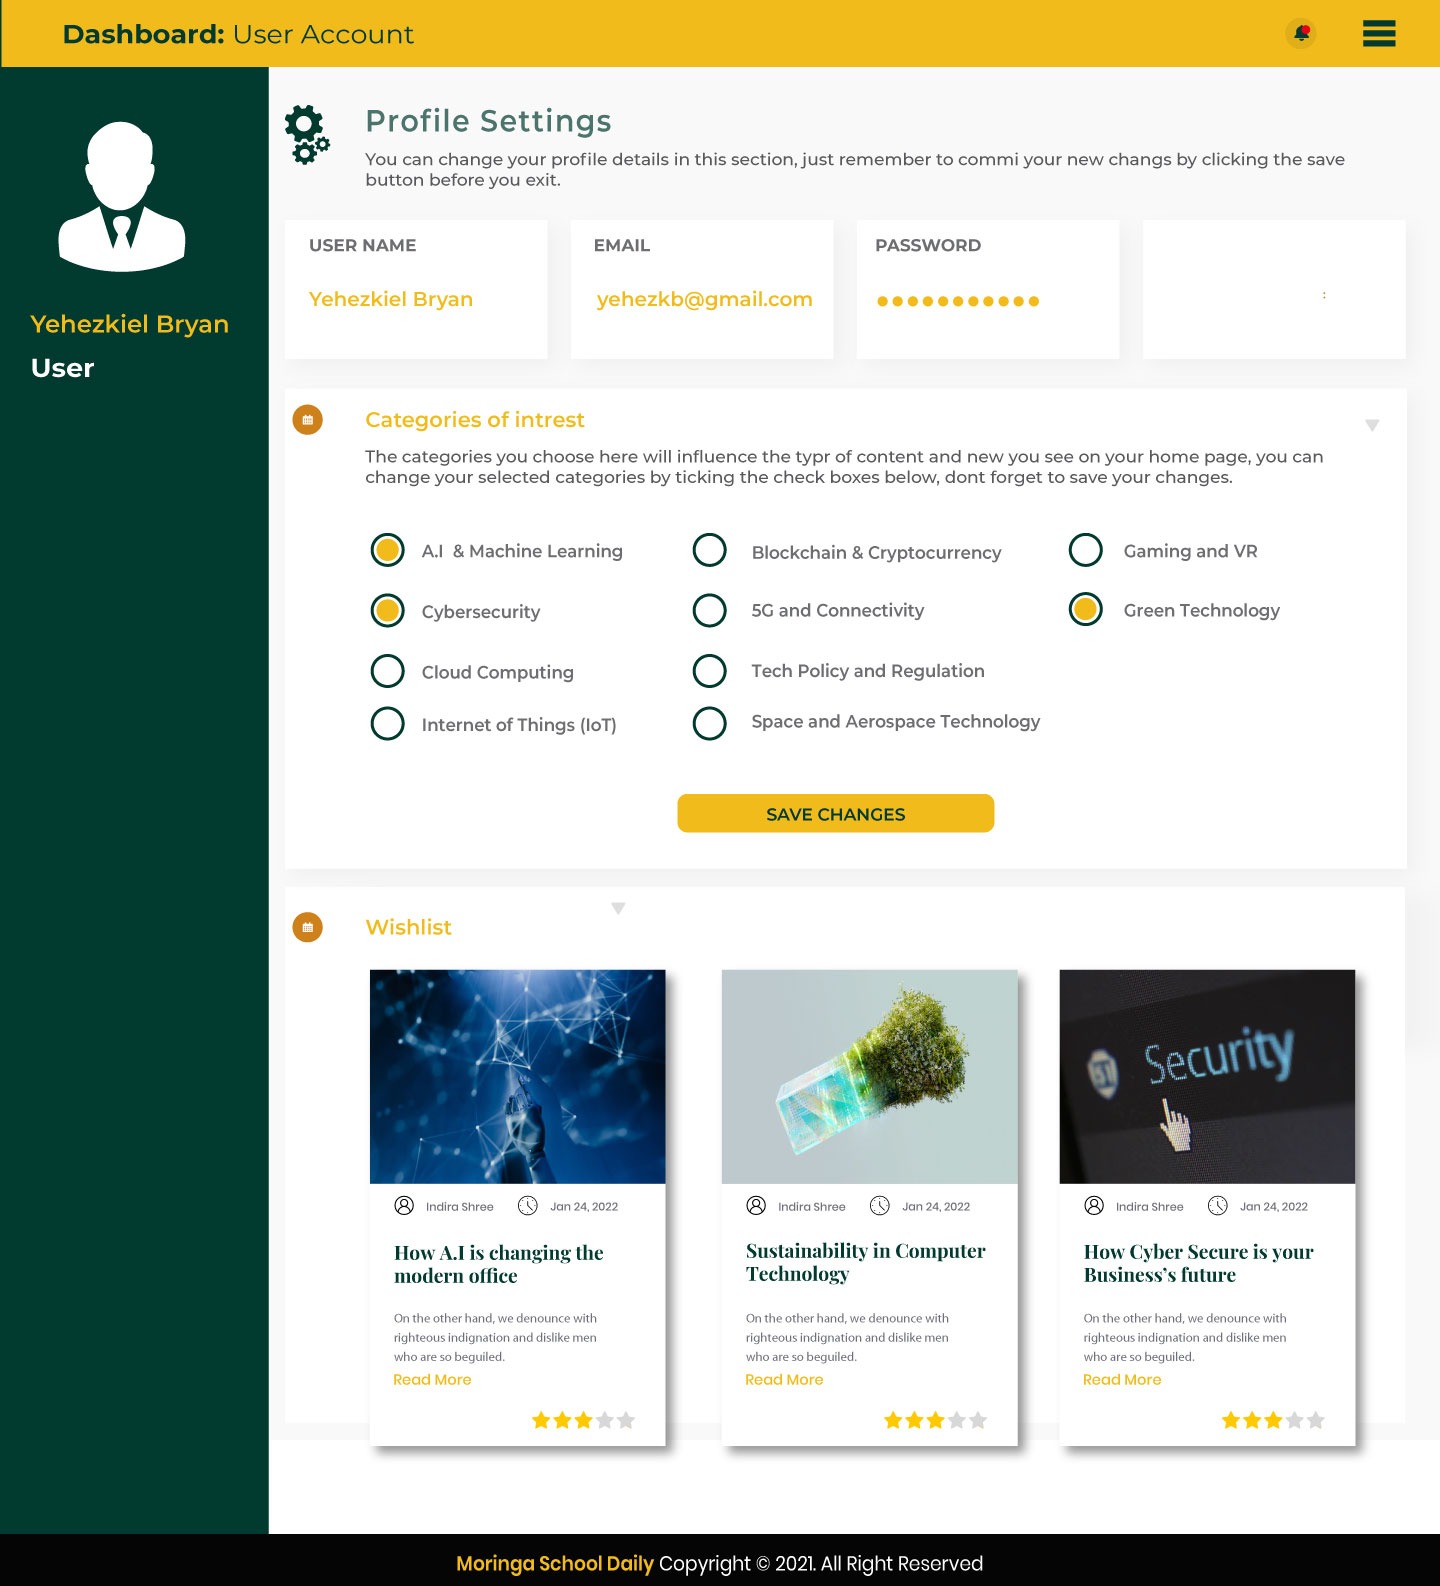 Dashboard: User Account
Yehezkiel Bryan
User
Profile Settings
You can change your profile details in this section, just remember to commi your new changs by clicking the save
button before you exit.
USER NAME
Yehezkiel Bryan
EMAIL
yehezkb@gmail.com
PASSWORD
●●●●●●●●●●●
:
Categories of intrest
The categories you choose here will influence the typr of content and new you see on your home page, you can
change your selected categories by ticking the check boxes below, dont forget to save your changes.
A.I & Machine Learning
Blockchain & Cryptocurrency
Gaming and VR
Cybersecurity
5G and Connectivity
Green Technology
Cloud Computing
Tech Policy and Regulation
Internet of Things (IoT)
Space and Aerospace Technology
SAVE CHANGES
Wishlist
Indira Shree Jan 24, 2022
How A.I is changing the
modern office
On the other hand, we denounce with
righteous indignation and dislike men
who are so beguiled.
Read More
Indira Shree Jan 24, 2022
Sustainability in Computer
Technology
On the other hand, we denounce with
righteous indignation and dislike men
who are so beguiled.
Read More
Security
Indira Shree Jan 24, 2022
How Cyber Secure is your
Business’s future
On the other hand, we denounce with
righteous indignation and dislike men
who are so beguiled.
Read More
Moringa School Daily Copyright © 2021. All Right Reserved